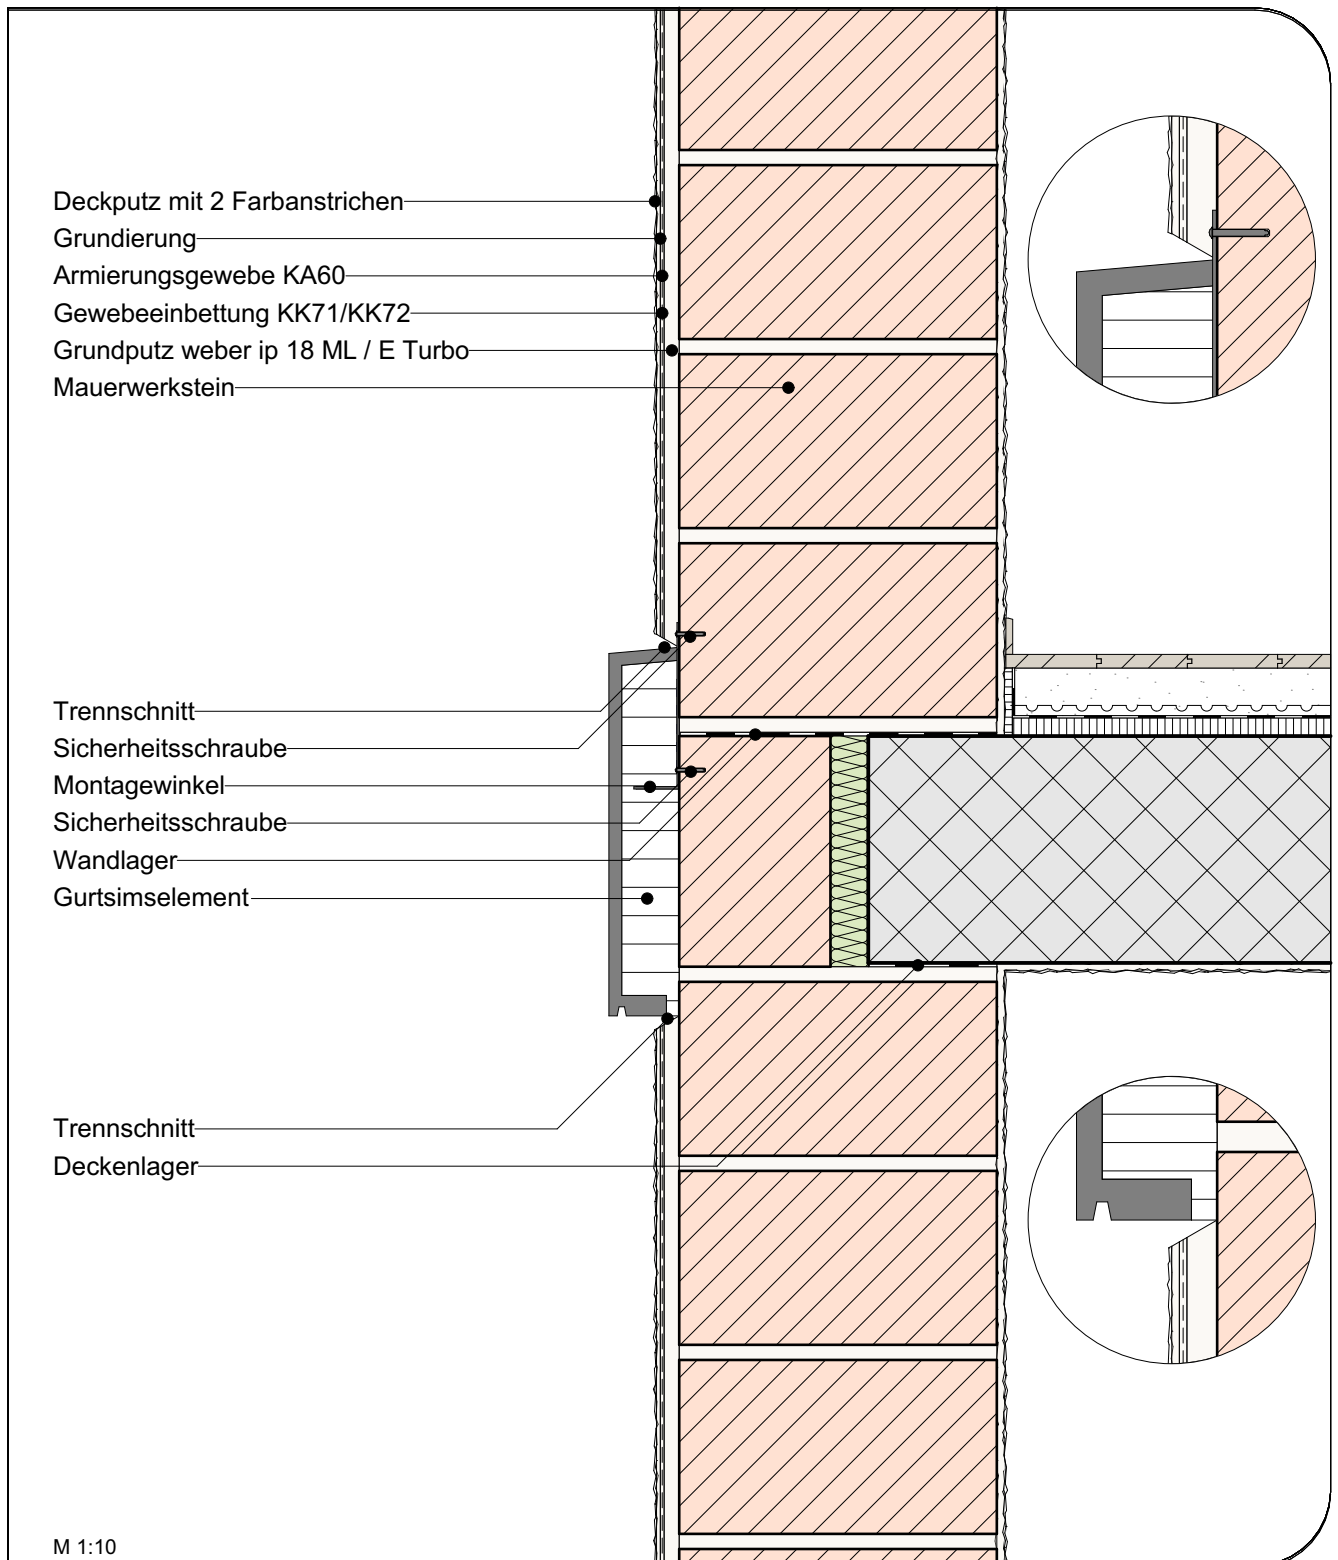 Deckputz mit 2 Farbanstrichen
Grundierung
Armierungsgewebe KA60
Gewebeeinbettung KK71/KK72
Grundputz weber ip 18 ML / E Turbo
Mauerwerkstein
Trennschnitt
Sicherheitsschraube
Montagewinkel
Sicherheitsschraube
Wandlager
Gurtsimselement
Trennschnitt
Deckenlager
M 1:10